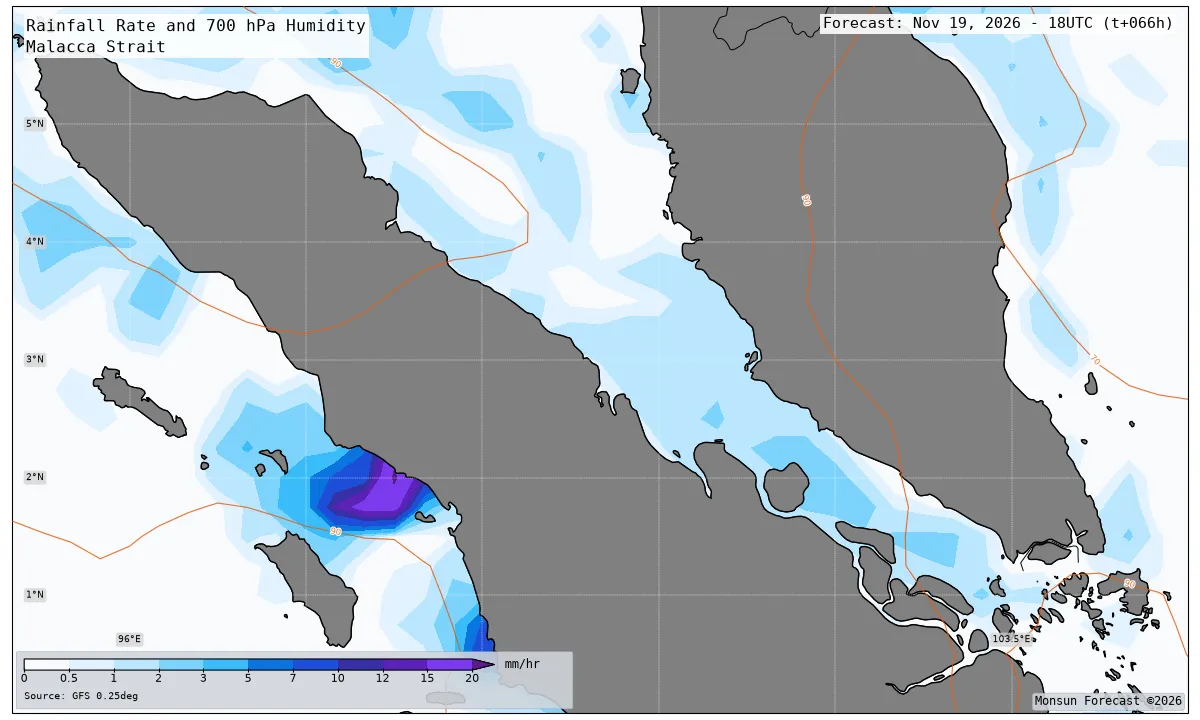 Rainfall Rate and 700 hPa Humidity
Malacca Strait
Forecast: Nov 19, 2026 - 18UTC (t+066h)
90
5°N
90
4°N
3°N
70
2°N
90
90
1°N
96°E
103.5°E
mm/hr
0 0.5 1 2 3 5 7 10 12 15 20
Source: GFS 0.25deg
Monsun Forecast ©2026